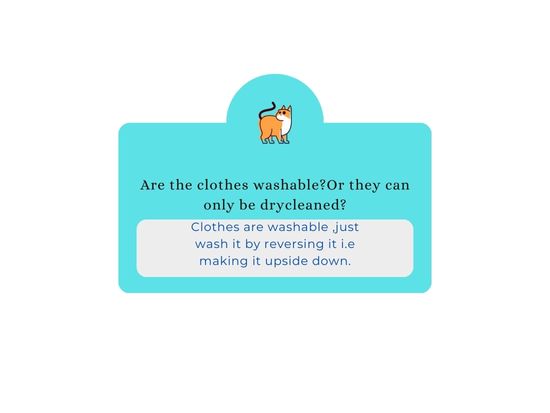 Are the clothes washable?Or they can
only be drycleaned?
Clothes are washable ,just
wash it by reversing it i.e
making it upside down.